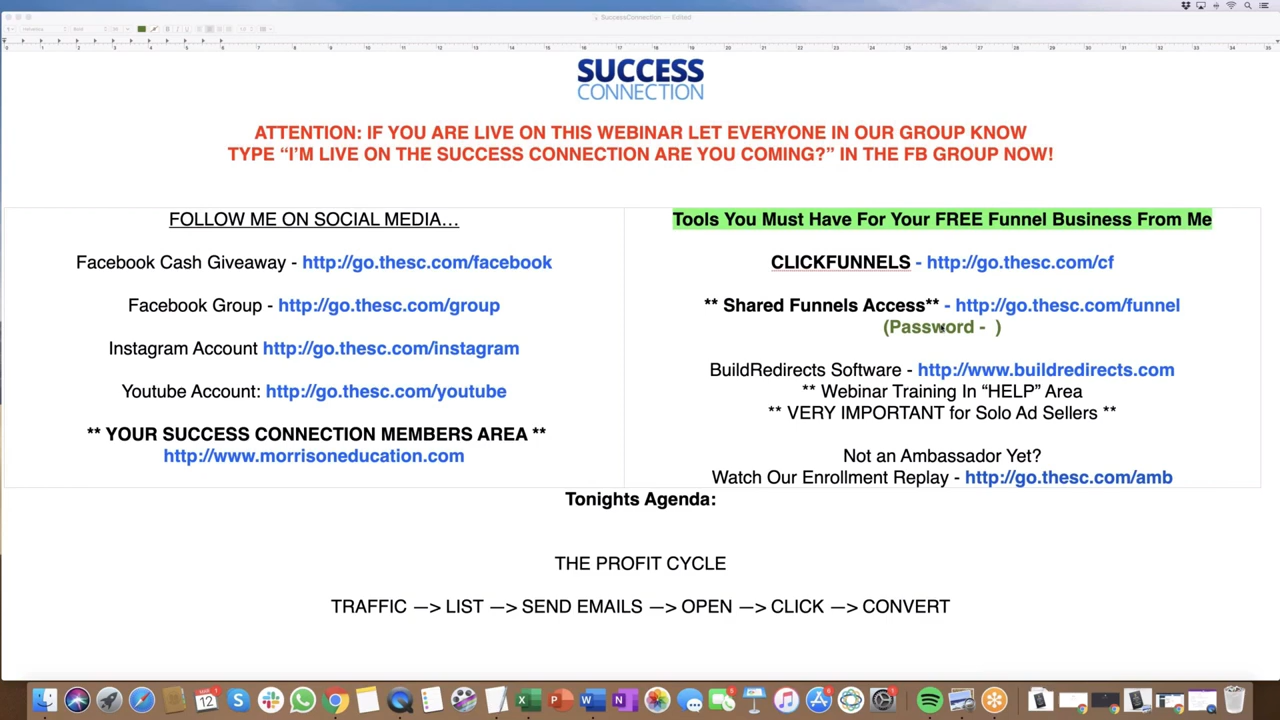 SuccessConnection — Edited
SUCCESS
CONNECTION
ATTENTION: IF YOU ARE LIVE ON THIS WEBINAR LET EVERYONE IN OUR GROUP KNOW
TYPE “I’M LIVE ON THE SUCCESS CONNECTION ARE YOU COMING?” IN THE FB GROUP NOW!
FOLLOW ME ON SOCIAL MEDIA…
Facebook Cash Giveaway - http://go.thesc.com/facebook
Facebook Group - http://go.thesc.com/group
Instagram Account http://go.thesc.com/instagram
Youtube Account: http://go.thesc.com/youtube
** YOUR SUCCESS CONNECTION MEMBERS AREA **
http://www.morrisoneducation.com
Tools You Must Have For Your FREE Funnel Business From Me
CLICKFUNNELS - http://go.thesc.com/cf
** Shared Funnels Access** - http://go.thesc.com/funnel
(Password -  )
BuildRedirects Software - http://www.buildredirects.com
** Webinar Training In “HELP” Area
** VERY IMPORTANT for Solo Ad Sellers **
Not an Ambassador Yet?
Watch Our Enrollment Replay - http://go.thesc.com/amb
Tonights Agenda:
THE PROFIT CYCLE
TRAFFIC —> LIST —> SEND EMAILS —> OPEN —> CLICK —> CONVERT